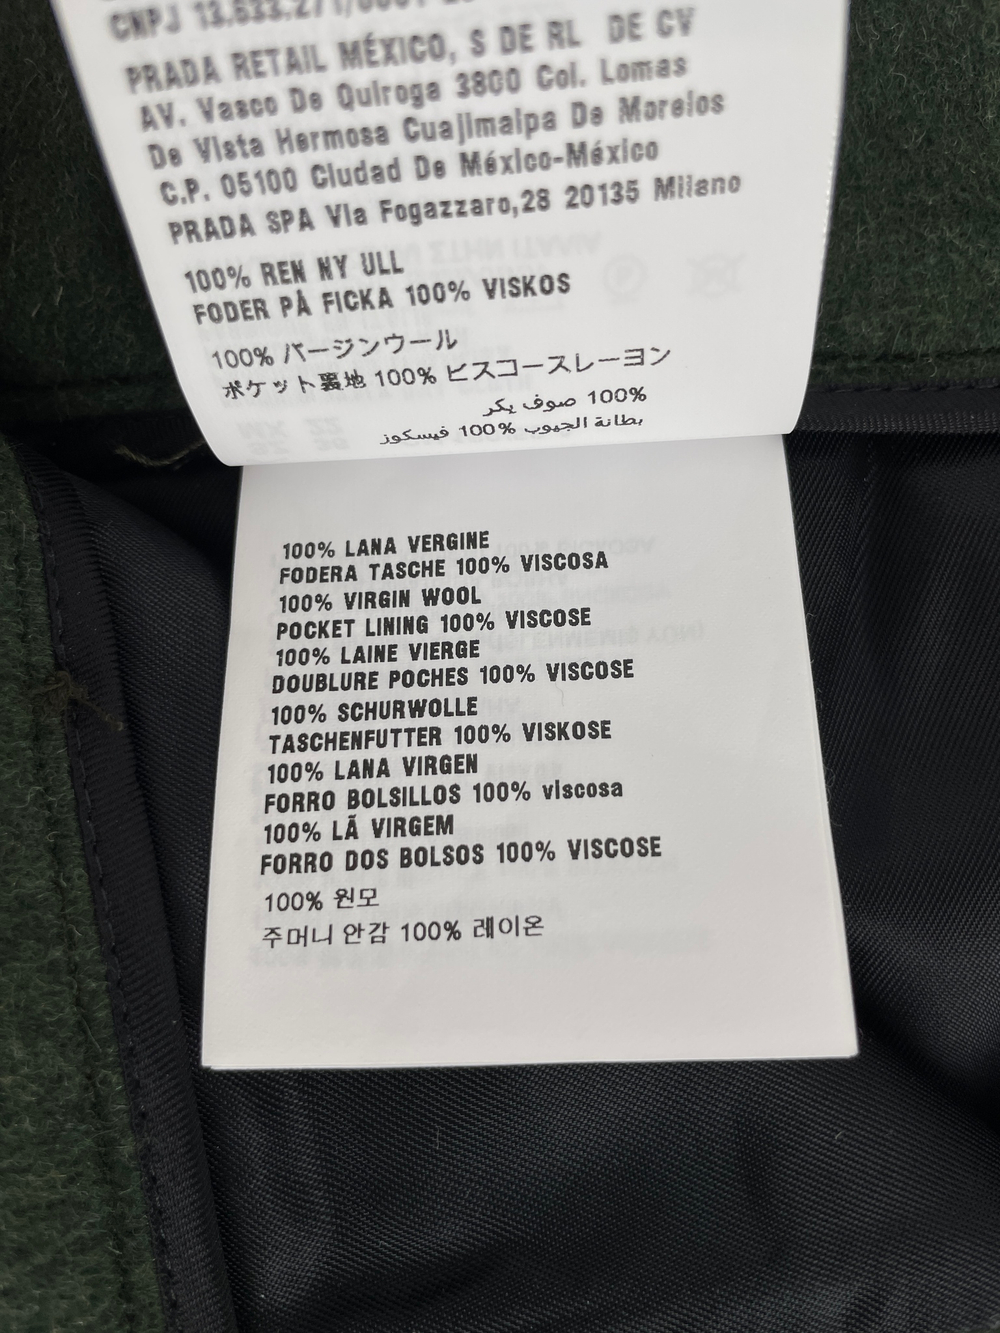 CNPJ 13.633.271/0001
PRADA RETAIL MÉXICO, S DE RL DE CV
AV. Vasco De Quiroga 3800 Col. Lomas
De Vista Hermosa Cuajimalpa De Morelos
C.P. 05100 Ciudad De México-México
PRADA SPA Via Fogazzaro,28 20135 Milano
100% REN NY ULL
FODER PÅ FICKA 100% VISKOS
100% バージンウール
ポケット裏地 100% ビスコースレーヨン
100% صوف يكر
بطانة الجيوب 100% فيسكوز
100% LANA VERGINE
FODERA TASCHE 100% VISCOSA
100% VIRGIN WOOL
POCKET LINING 100% VISCOSE
100% LAINE VIERGE
DOUBLURE POCHES 100% VISCOSE
100% SCHURWOLLE
TASCHENFUTTER 100% VISKOSE
100% LANA VIRGEN
FORRO BOLSILLOS 100% viscosa
100% LÃ VIRGEM
FORRO DOS BOLSOS 100% VISCOSE
100% 원모
주머니 안감 100% 레이온